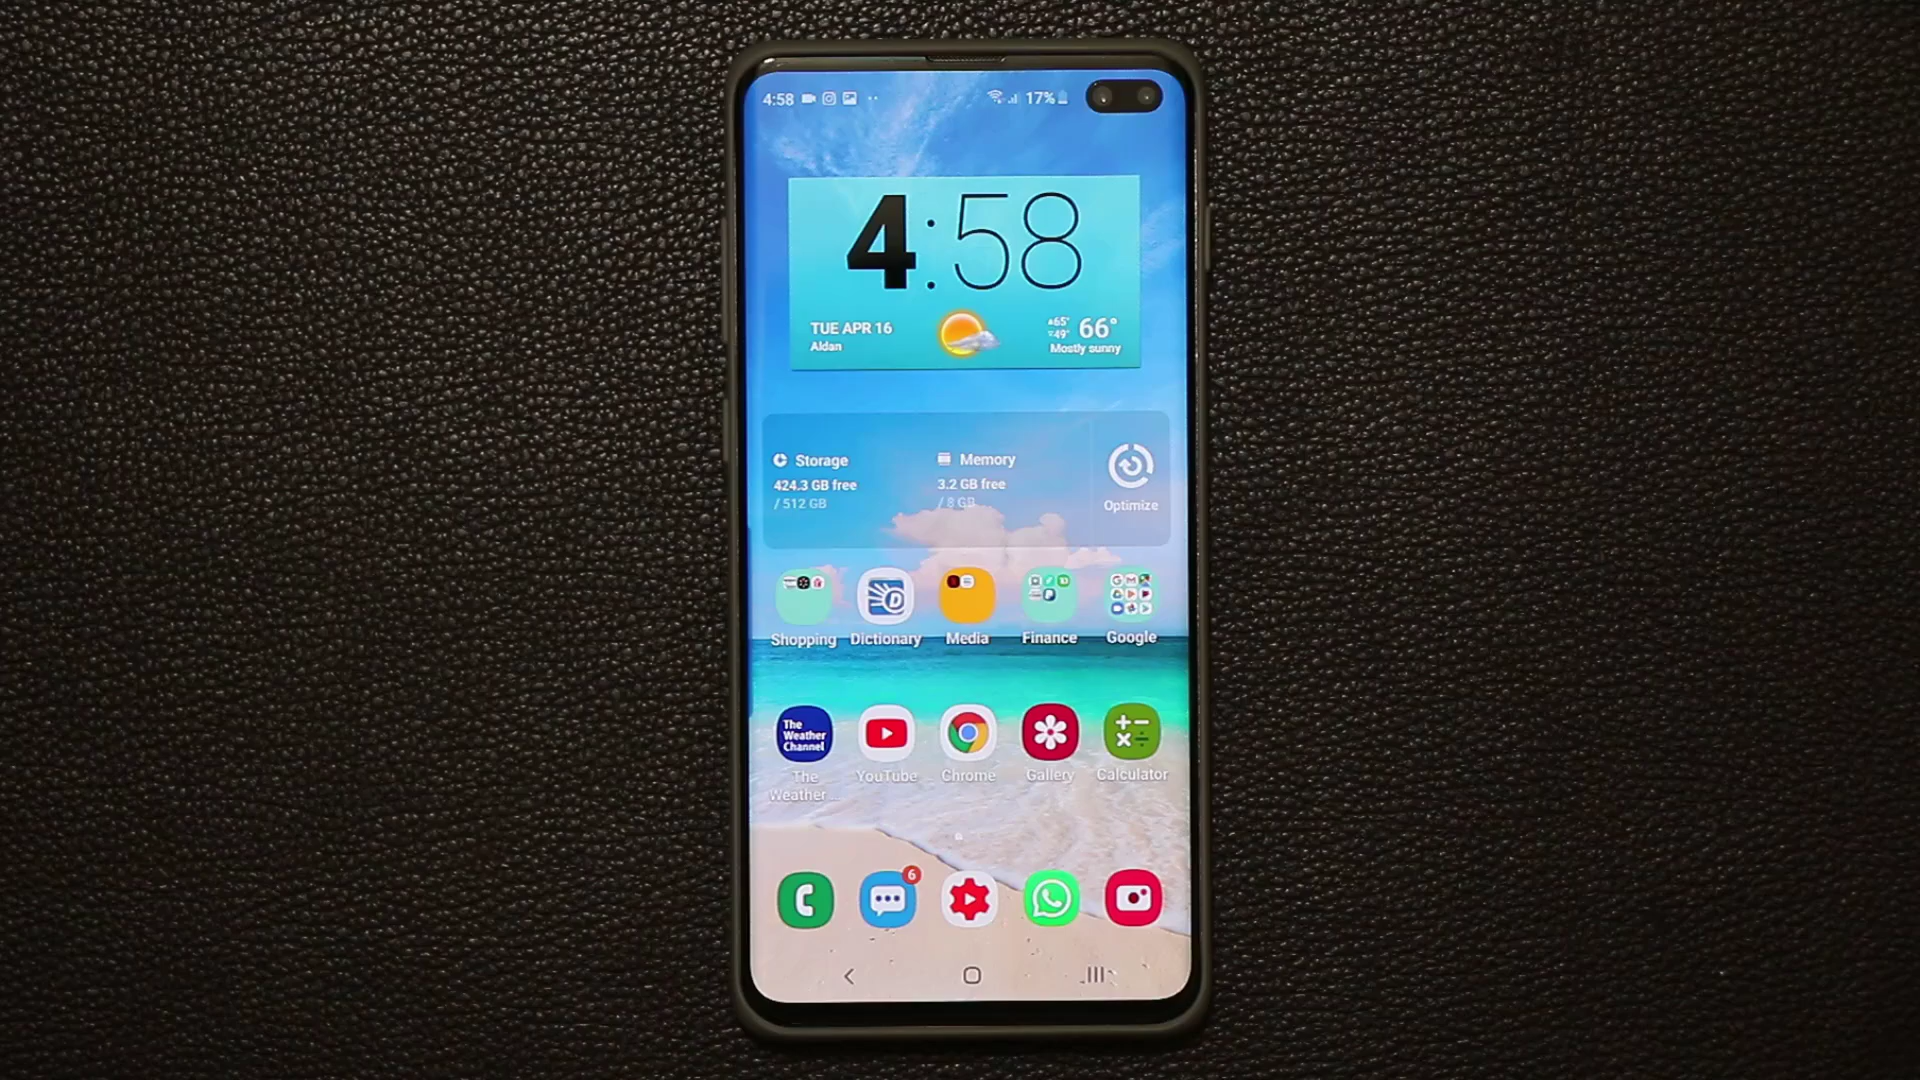 4:58
17%
4:58
TUE APR 16
Aldan
65°
49°
66°
Mostly sunny
Storage
424.3 GB free
/ 512 GB
Memory
3.2 GB free
/ 8 GB
Optimize
Shopping
Dictionary
Media
Finance
Google
The
Weather
Channel
The
Weather ...
YouTube
Chrome
Gallery
Calculator
6